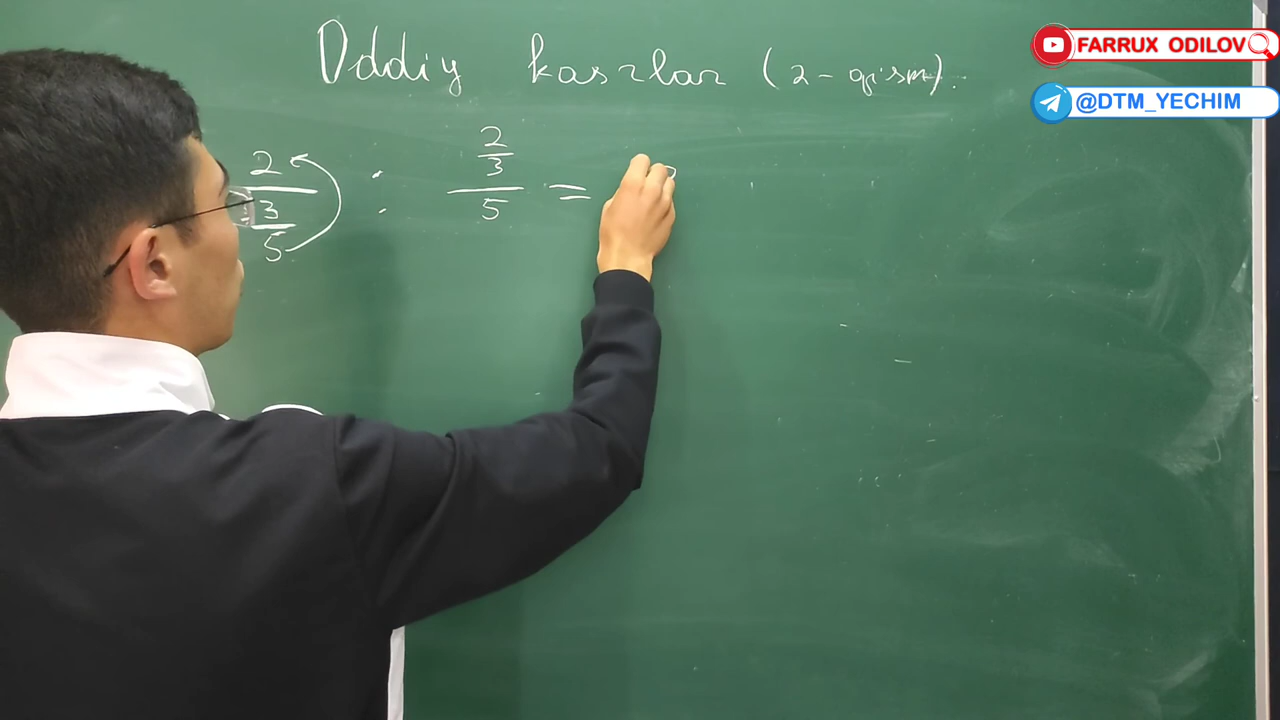 Oddiy kasrlar (2-qism).
2/(3/5) : (2/3)/5 =
FARRUX ODILOV
@DTM_YECHIM